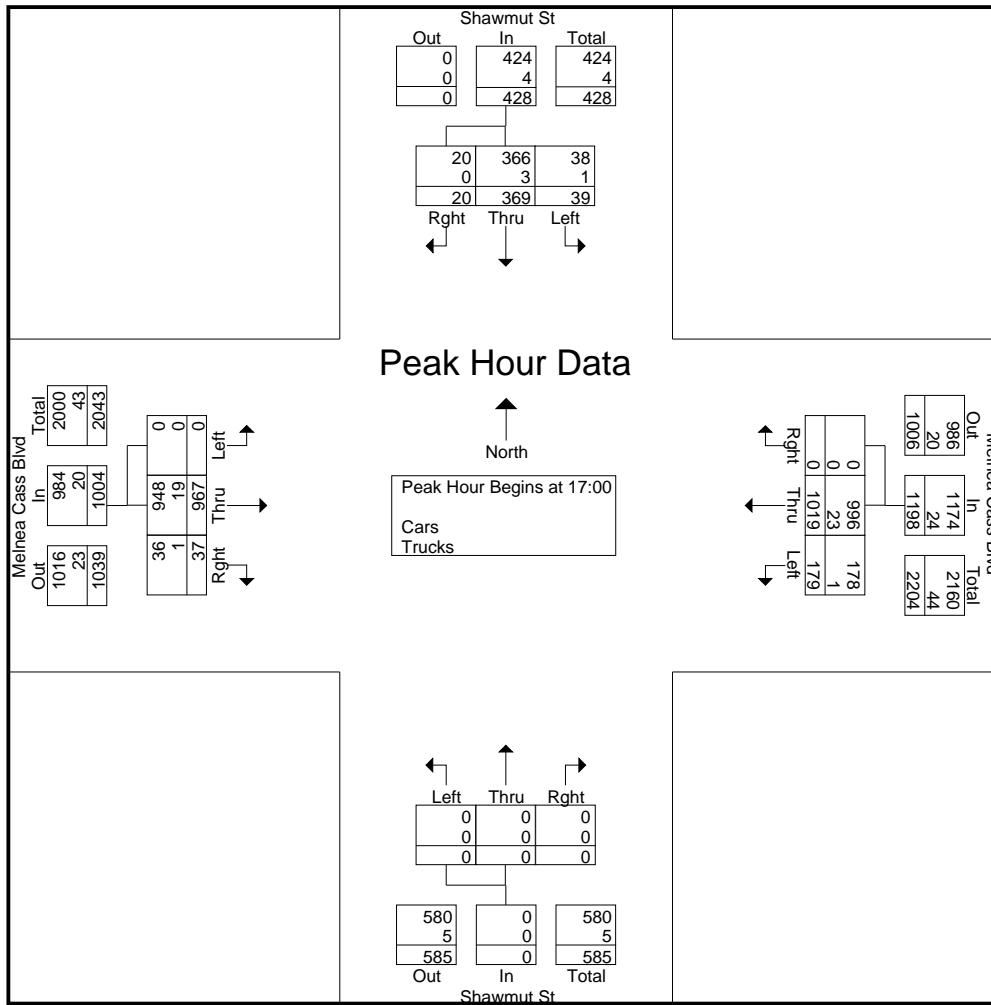 Shawmut St
Out In Total
0 424 424
0 4 4
0 428 428
20 366 38
0 3 1
20 369 39
Rght Thru Left
Peak Hour Data
North
Peak Hour Begins at 17:00
Cars
Trucks
Melnea Cass Blvd
Out In Total
1016 984 2000
23 20 43
1039 1004 2043
Rght Thru Left
36 948 0
1 19 0
37 967 0
Melnea Cass Blvd
Out In Total
986 1174 2160
20 24 44
1006 1198 2204
Rght Thru Left
0 996 178
0 23 1
0 1019 179
Left Thru Rght
0 0 0
0 0 0
0 0 0
580 0 580
5 0 5
585 0 585
Out In Total
Shawmut St